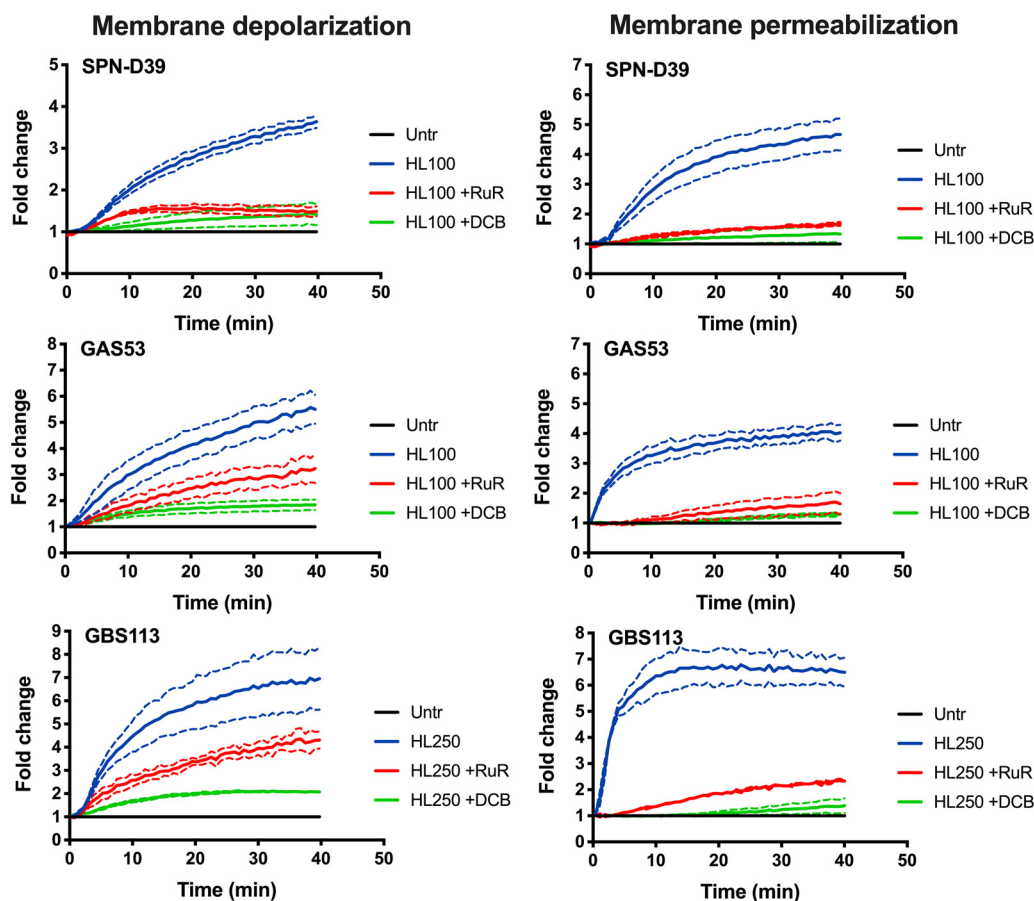 Membrane depolarization
Membrane permeabilization
SPN-D39
Fold change
5
4
3
2
1
0
0 10 20 30 40 50
Time (min)
Untr
HL100
HL100 +RuR
HL100 +DCB
SPN-D39
Fold change
7
6
5
4
3
2
1
0
0 10 20 30 40 50
Time (min)
Untr
HL100
HL100 +RuR
HL100 +DCB
GAS53
Fold change
8
7
6
5
4
3
2
1
0
0 10 20 30 40 50
Time (min)
Untr
HL100
HL100 +RuR
HL100 +DCB
GAS53
Fold change
7
6
5
4
3
2
1
0
0 10 20 30 40 50
Time (min)
Untr
HL100
HL100 +RuR
HL100 +DCB
GBS113
Fold change
9
8
7
6
5
4
3
2
1
0
0 10 20 30 40 50
Time (min)
Untr
HL250
HL250 +RuR
HL250 +DCB
GBS113
Fold change
8
7
6
5
4
3
2
1
0
0 10 20 30 40 50
Time (min)
Untr
HL250
HL250 +RuR
HL250 +DCB